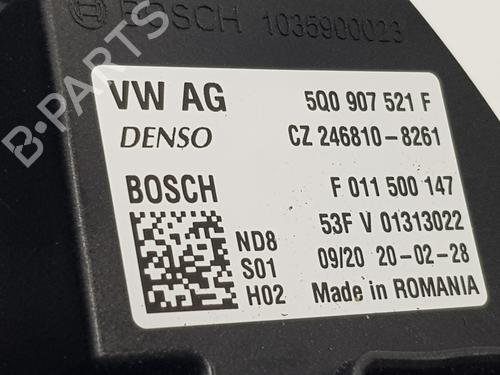 BOSCH 1035900023
VW AG 5Q0 907 521 F
DENSO CZ 246810-8261
BOSCH F 011 500 147
ND8 53F V 01313022
S01 09/20 20-02-28
H02 Made in ROMANIA
B-PARTS